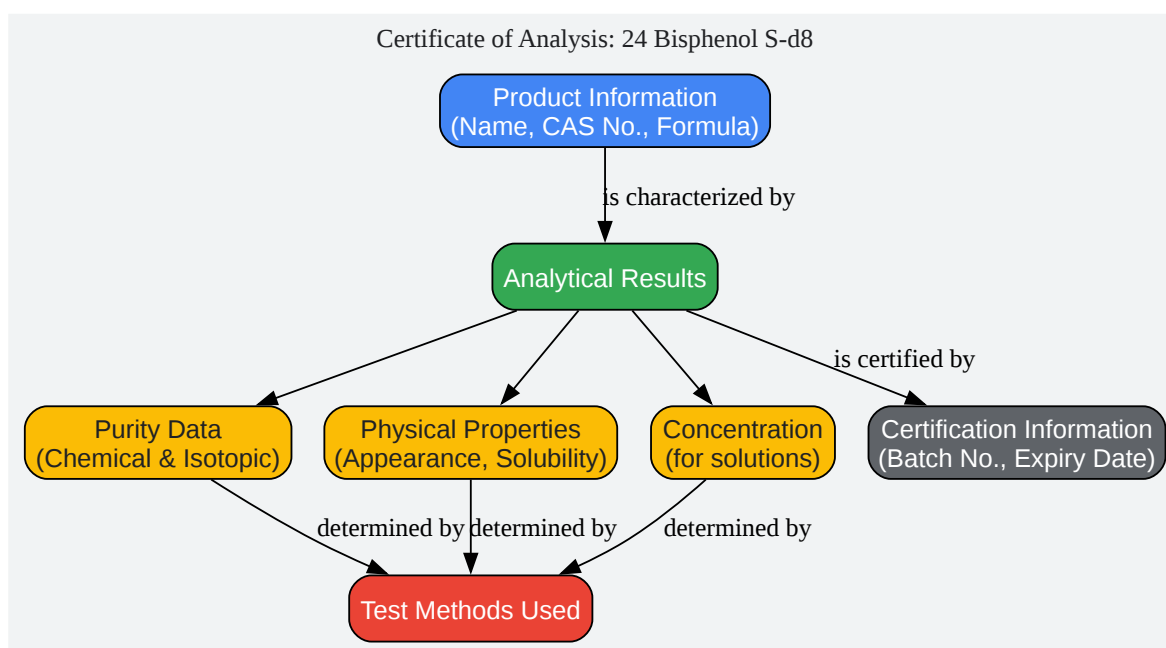 Certificate of Analysis: 24 Bisphenol S-d8
Product Information
(Name, CAS No., Formula)
is characterized by
Analytical Results
is certified by
Purity Data
(Chemical & Isotopic)
Physical Properties
(Appearance, Solubility)
Concentration
(for solutions)
Certification Information
(Batch No., Expiry Date)
determined by
determined by
determined by
Test Methods Used